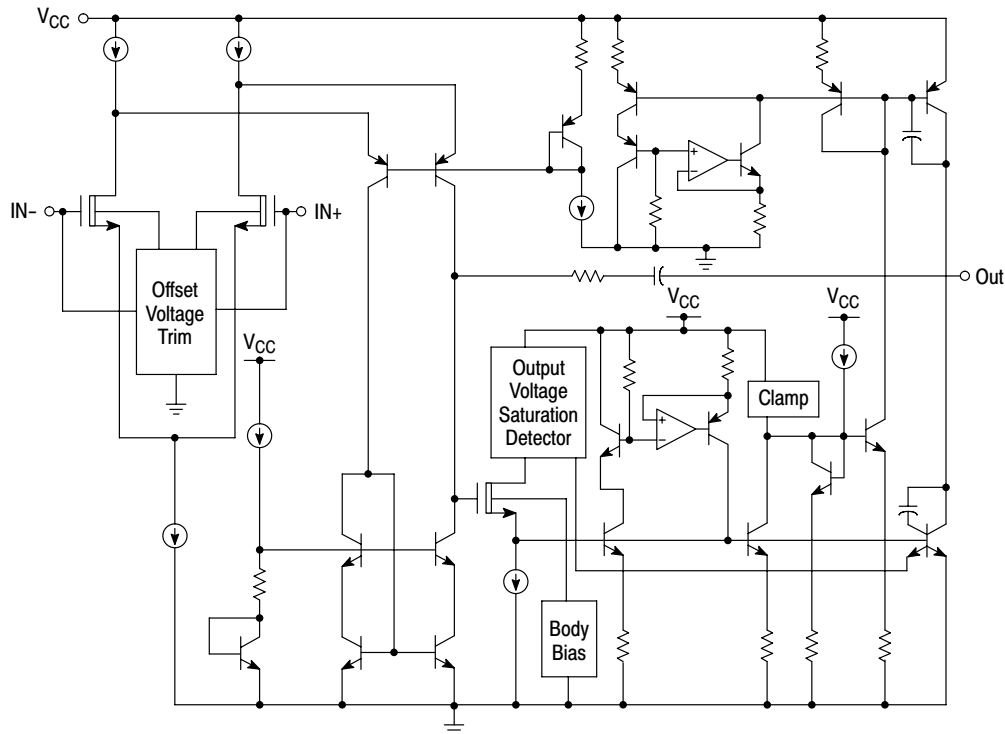 VCC
IN-
IN+
Offset
Voltage
Trim
+
−
Out
VCC
VCC
VCC
Output
Voltage
Saturation
Detector
Clamp
+
−
Body
Bias